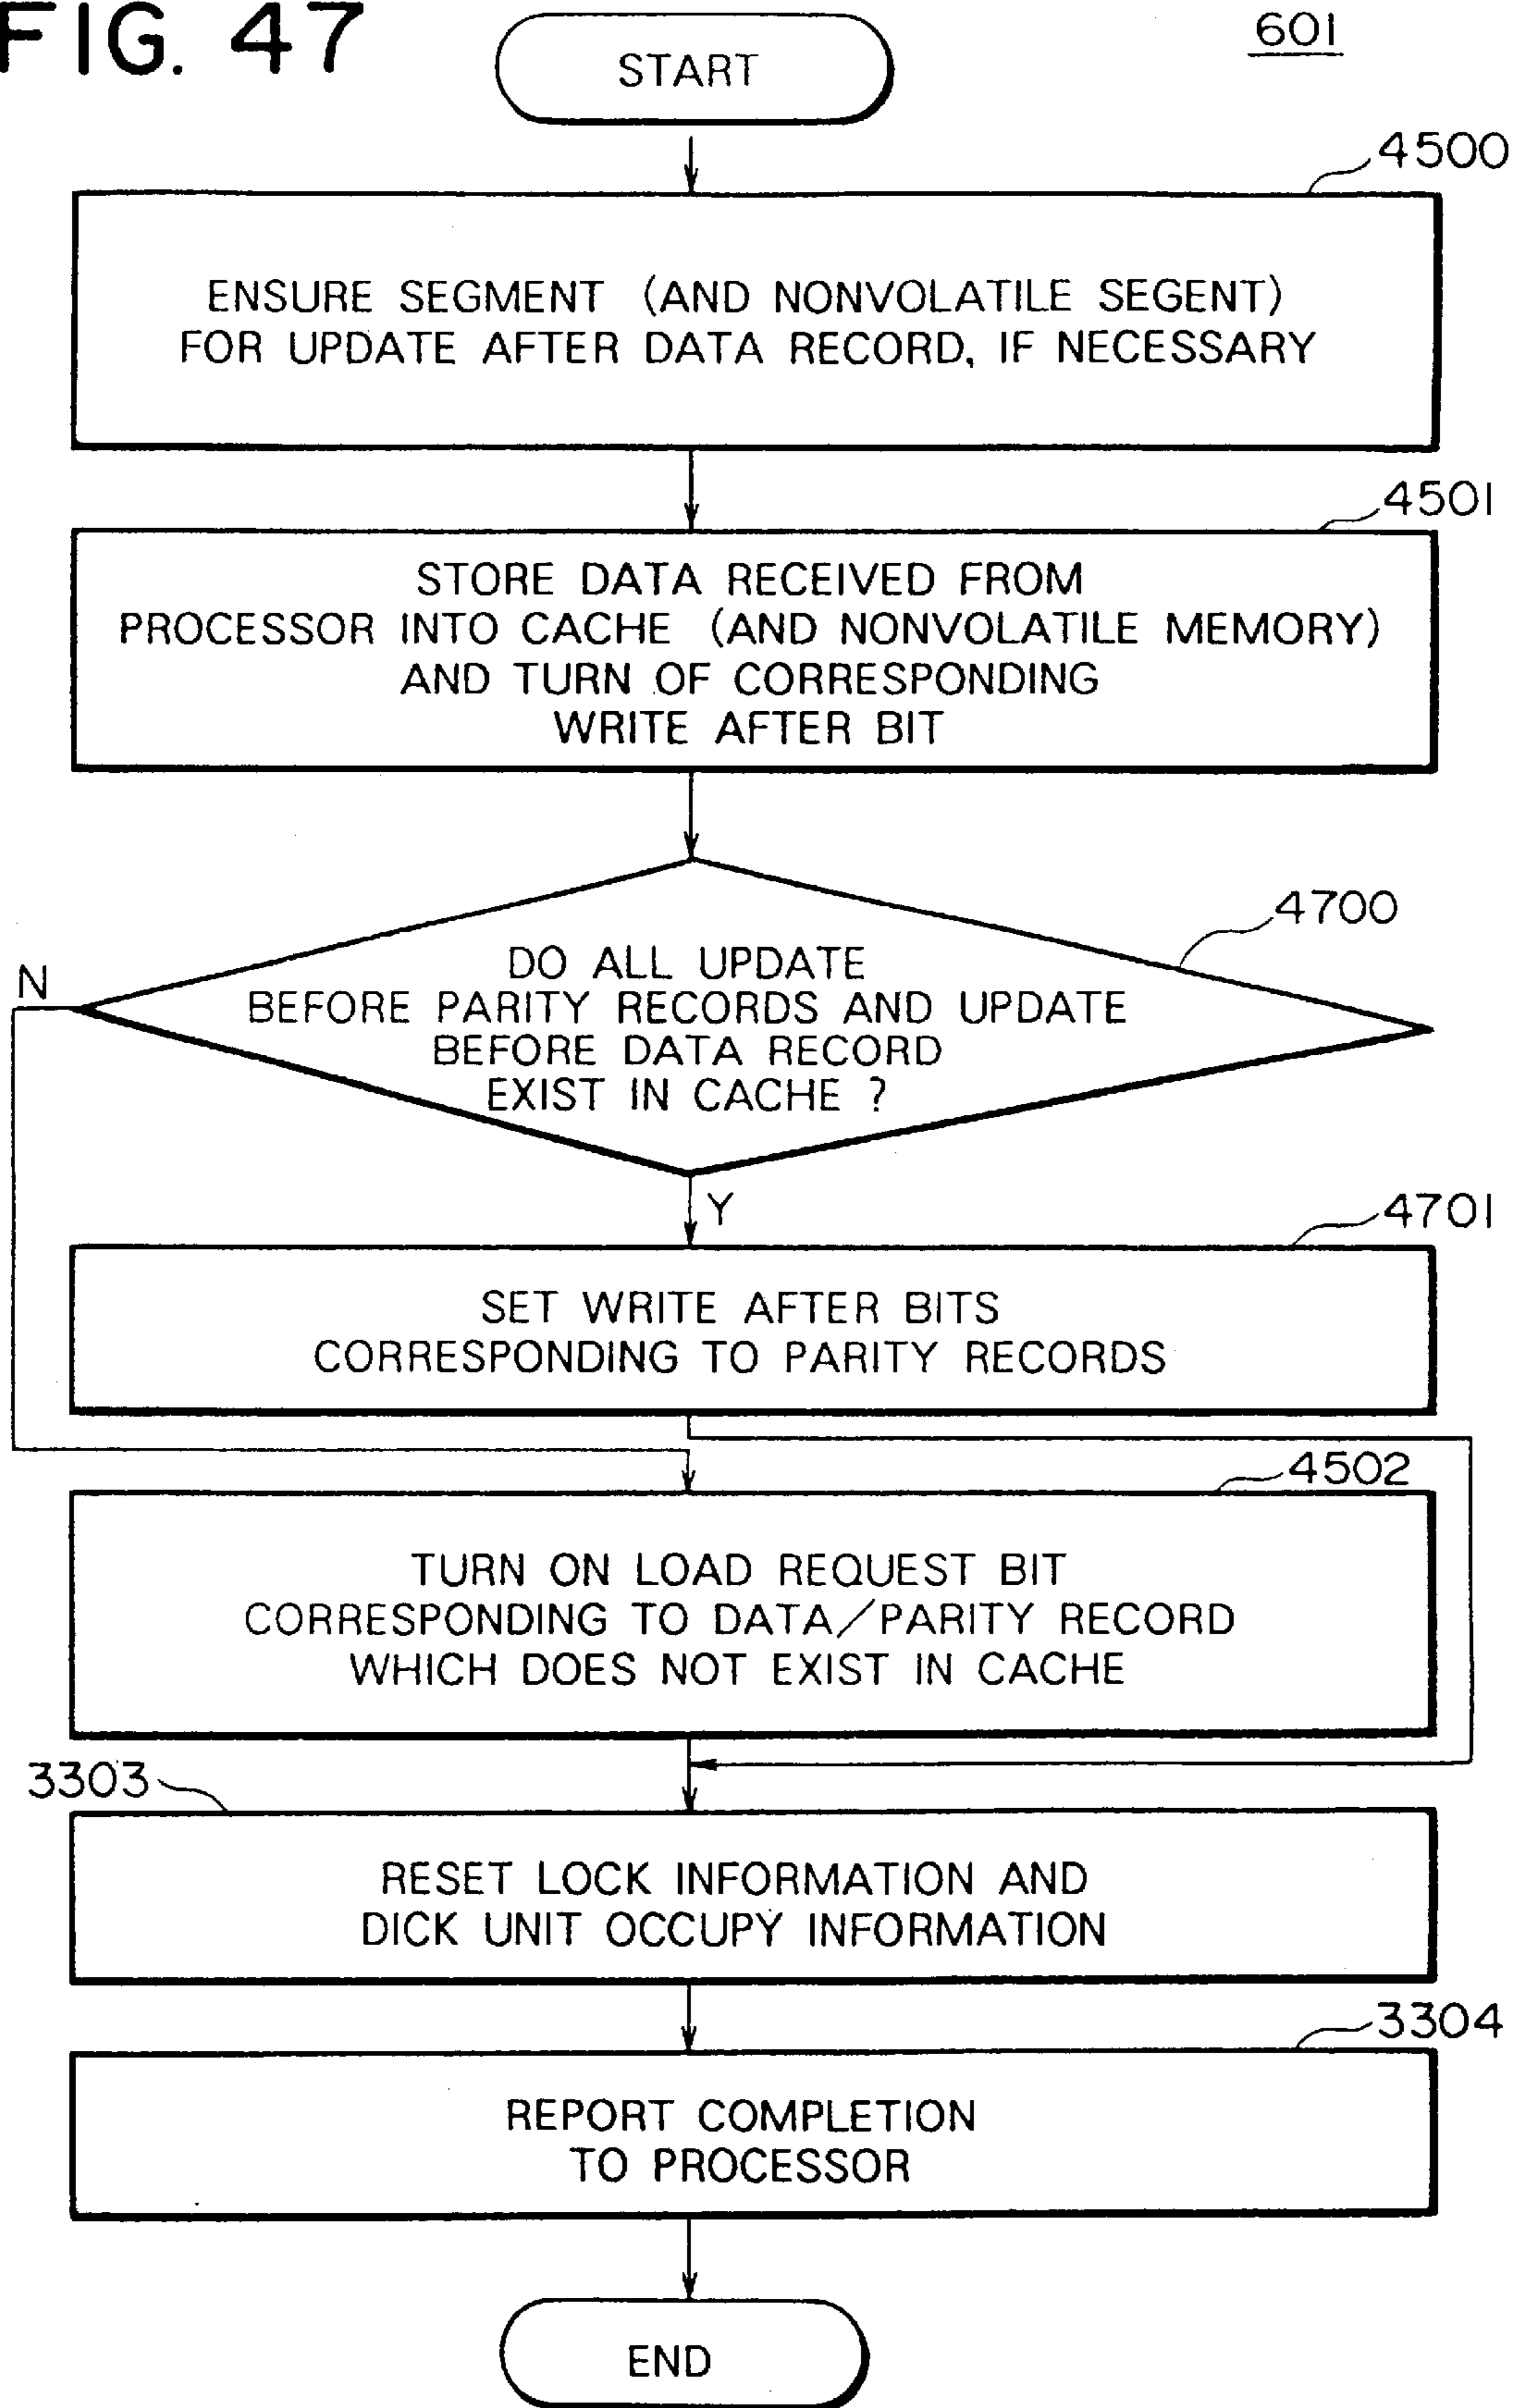 FIG. 47
601
START
4500
ENSURE SEGMENT (AND NONVOLATILE SEGENT)
FOR UPDATE AFTER DATA RECORD, IF NECESSARY
4501
STORE DATA RECEIVED FROM
PROCESSOR INTO CACHE (AND NONVOLATILE MEMORY)
AND TURN OF CORRESPONDING
WRITE AFTER BIT
4700
N
DO ALL UPDATE
BEFORE PARITY RECORDS AND UPDATE
BEFORE DATA RECORD
EXIST IN CACHE ?
Y
4701
SET WRITE AFTER BITS
CORRESPONDING TO PARITY RECORDS
4502
TURN ON LOAD REQUEST BIT
CORRESPONDING TO DATA/PARITY RECORD
WHICH DOES NOT EXIST IN CACHE
3303
RESET LOCK INFORMATION AND
DICK UNIT OCCUPY INFORMATION
3304
REPORT COMPLETION
TO PROCESSOR
END